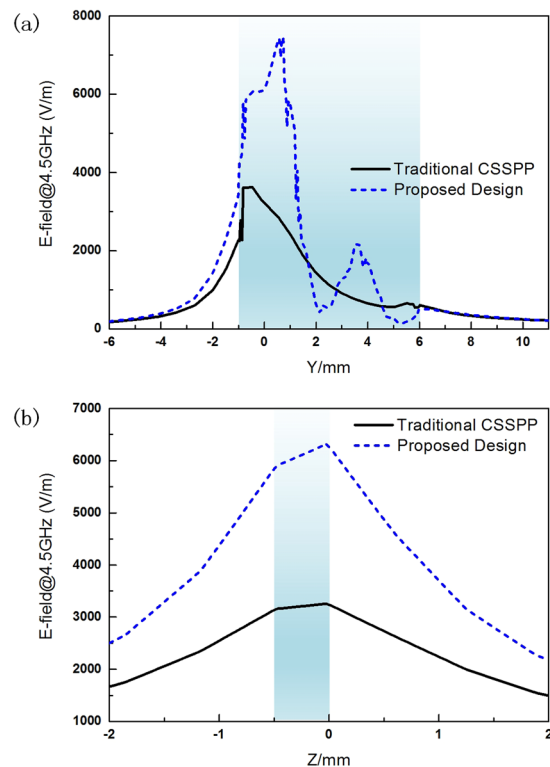 (a)
8000
6000
4000
2000
0
E-field@4.5GHz (V/m)
Traditional CSSPP
Proposed Design
-6 -4 -2 0 2 4 6 8 10
Y/mm
(b)
7000
6000
5000
4000
3000
2000
1000
E-field@4.5GHz (V/m)
Traditional CSSPP
Proposed Design
-2 -1 0 1 2
Z/mm